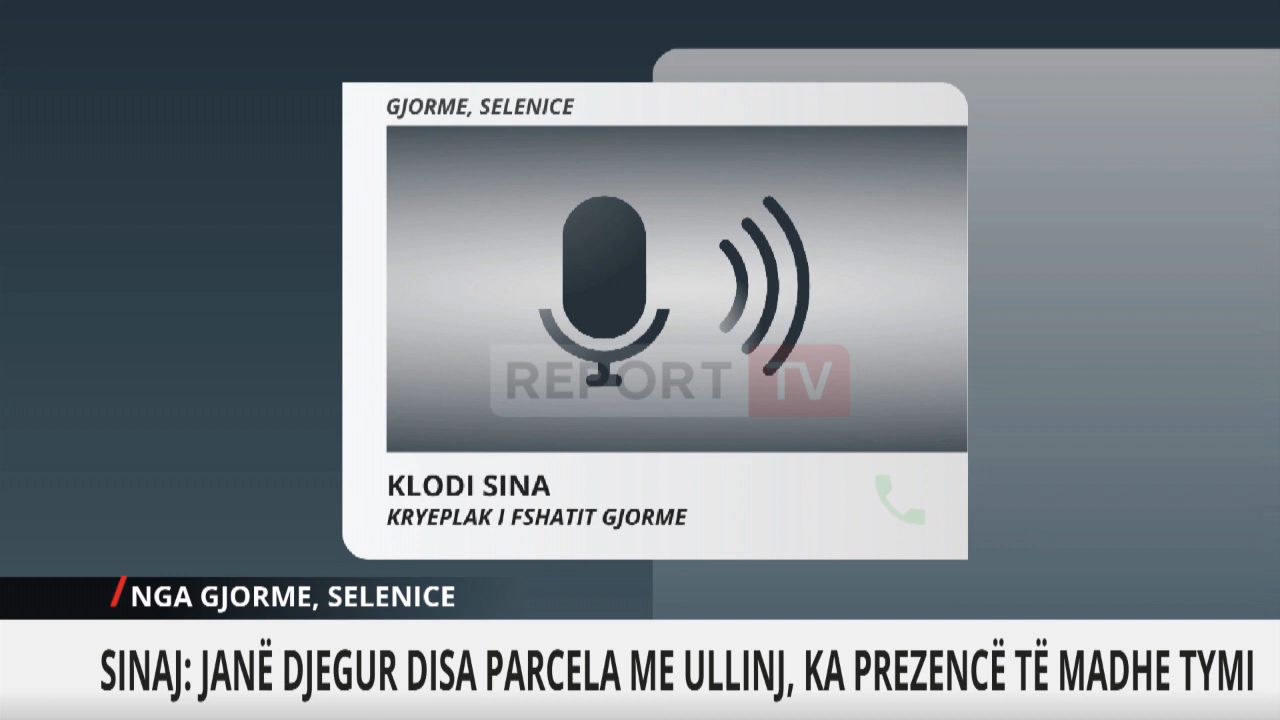 GJORME, SELENICE
REPORT TV
KLODI SINA
KRYEPLAK I FSHATIT GJORME
NGA GJORME, SELENICE
SINAJ: JANË DJEGUR DISA PARCELA ME ULLINJ, KA PREZENCË TË MADHE TYMI